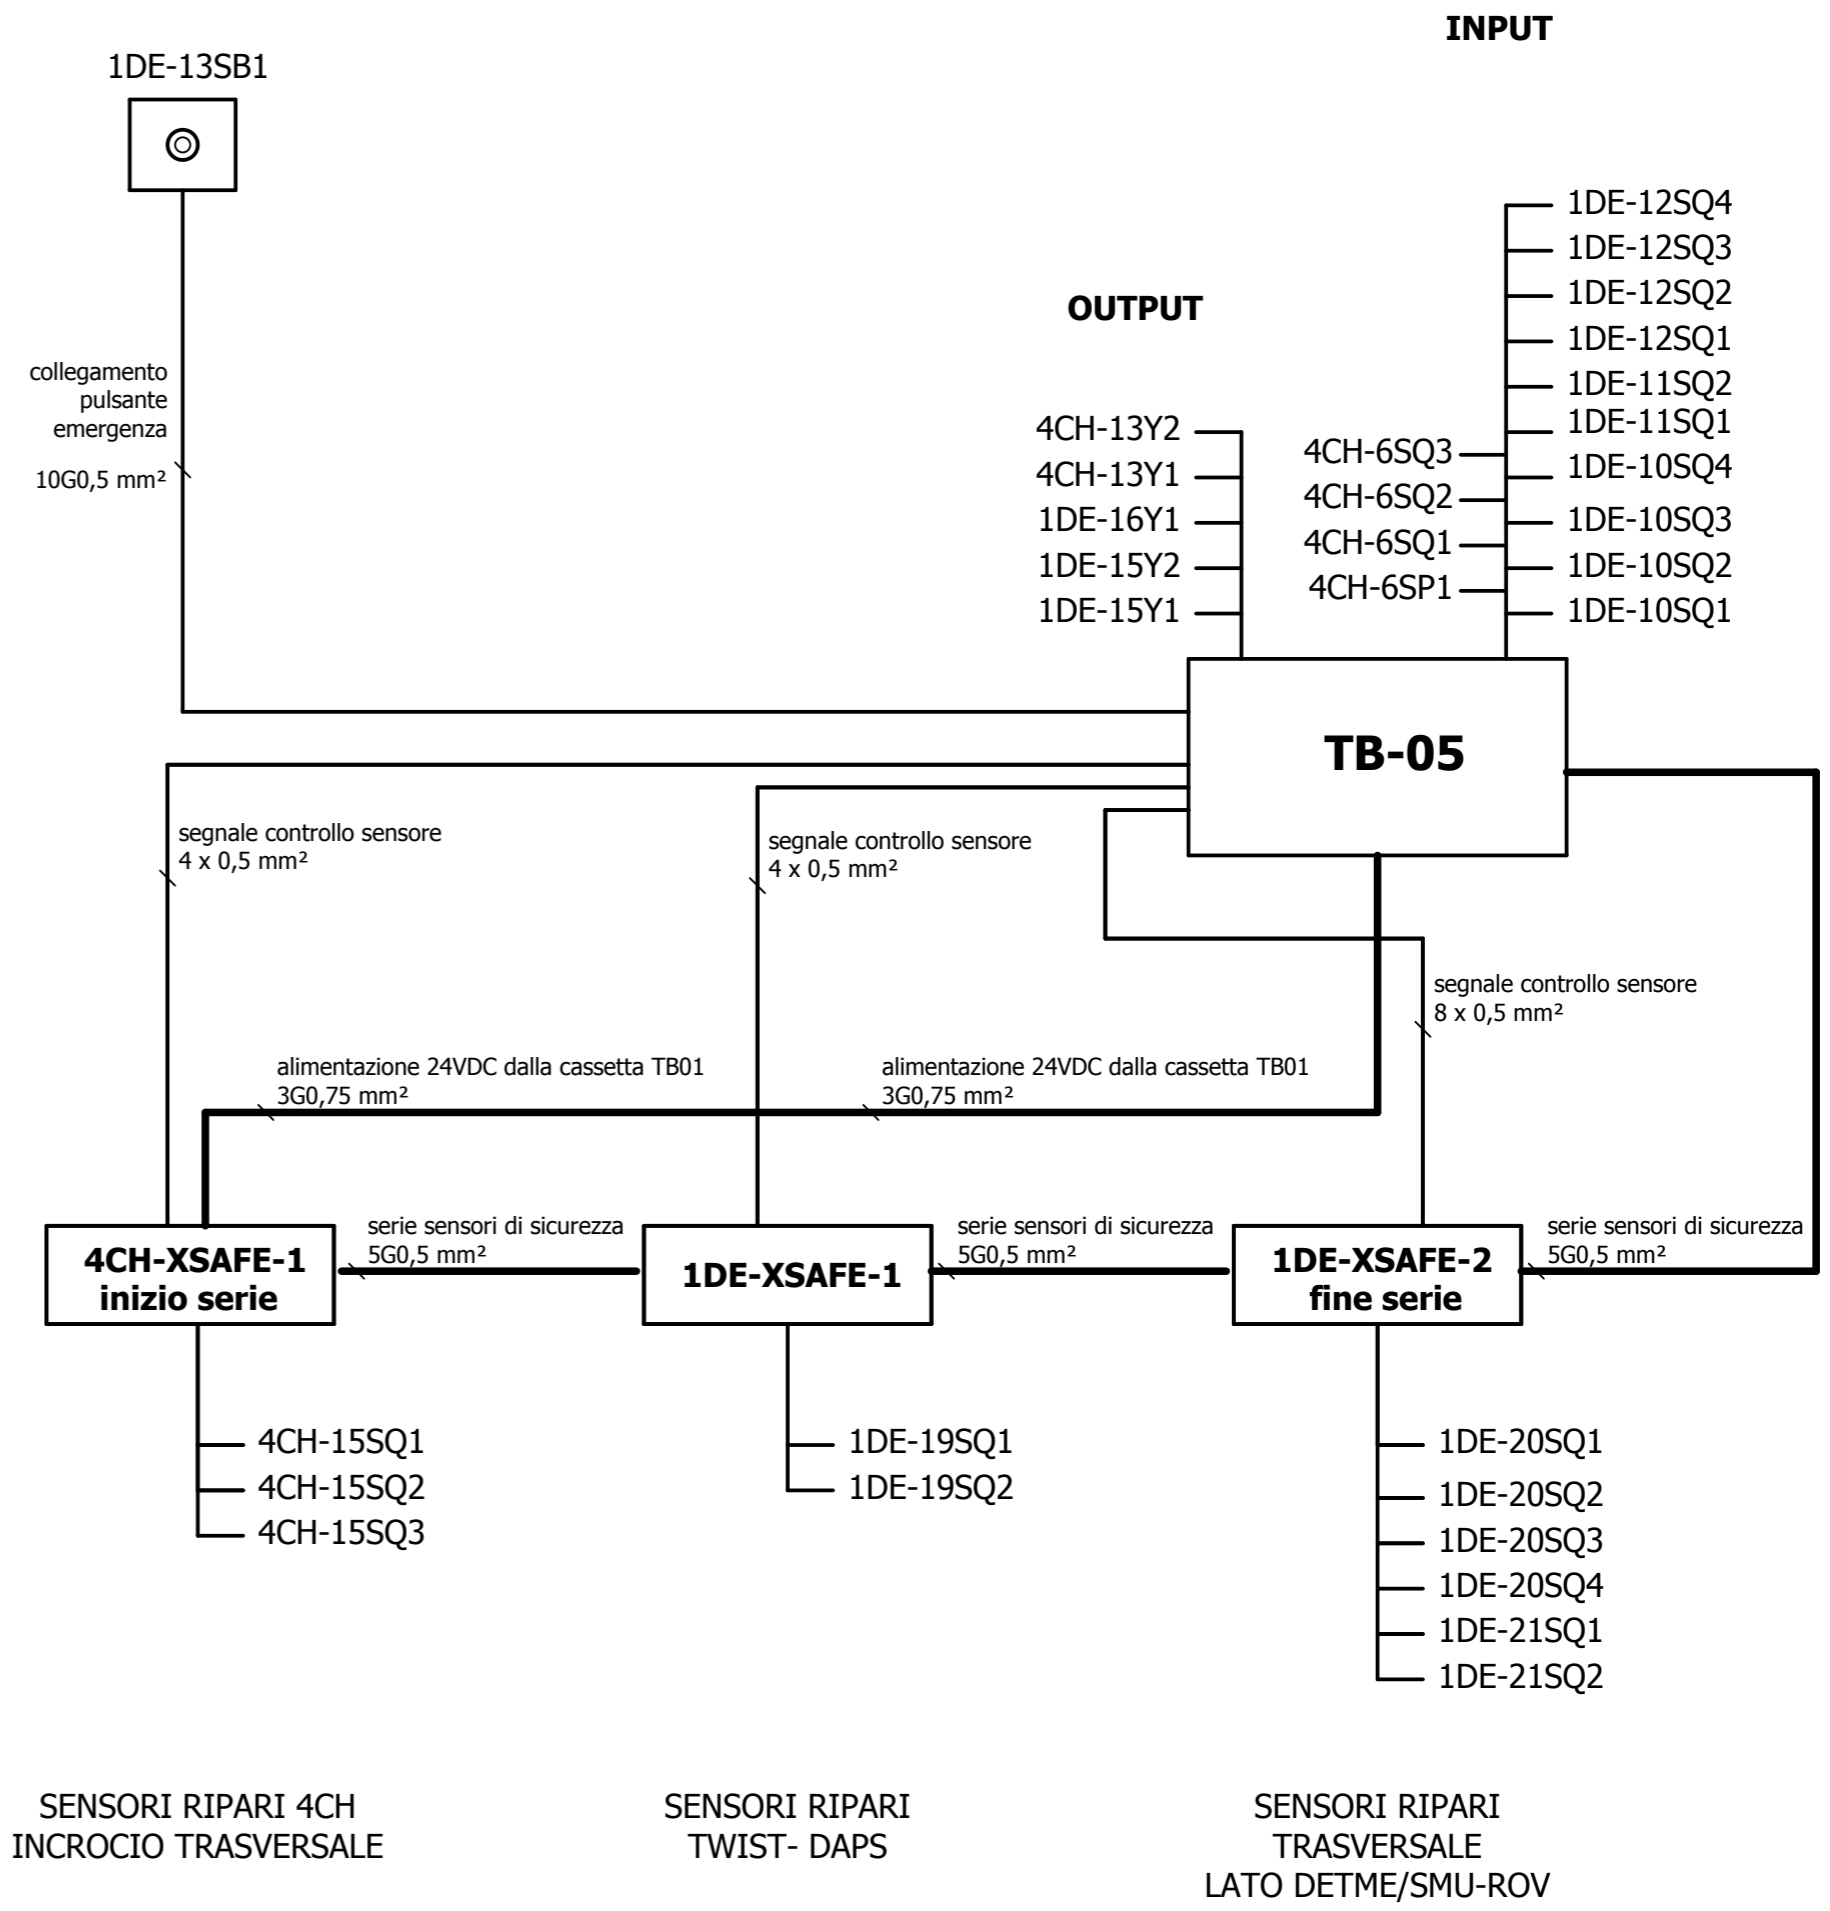 INPUT
1DE-13SB1
1DE-12SQ4
1DE-12SQ3
1DE-12SQ2
1DE-12SQ1
1DE-11SQ2
1DE-11SQ1
1DE-10SQ4
1DE-10SQ3
1DE-10SQ2
1DE-10SQ1
OUTPUT
4CH-13Y2
4CH-13Y1
1DE-16Y1
1DE-15Y2
1DE-15Y1
4CH-6SQ3
4CH-6SQ2
4CH-6SQ1
4CH-6SP1
collegamento
pulsante
emergenza
10G0,5 mm²
TB-05
segnale controllo sensore
4 x 0,5 mm²
segnale controllo sensore
4 x 0,5 mm²
segnale controllo sensore
8 x 0,5 mm²
alimentazione 24VDC dalla cassetta TB01
3G0,75 mm²
alimentazione 24VDC dalla cassetta TB01
3G0,75 mm²
4CH-XSAFE-1
inizio serie
serie sensori di sicurezza
5G0,5 mm²
1DE-XSAFE-1
serie sensori di sicurezza
5G0,5 mm²
1DE-XSAFE-2
fine serie
serie sensori di sicurezza
5G0,5 mm²
4CH-15SQ1
4CH-15SQ2
4CH-15SQ3
1DE-19SQ1
1DE-19SQ2
1DE-20SQ1
1DE-20SQ2
1DE-20SQ3
1DE-20SQ4
1DE-21SQ1
1DE-21SQ2
SENSORI RIPARI 4CH
INCROCIO TRASVERSALE
SENSORI RIPARI
TWIST- DAPS
SENSORI RIPARI
TRASVERSALE
LATO DETME/SMU-ROV